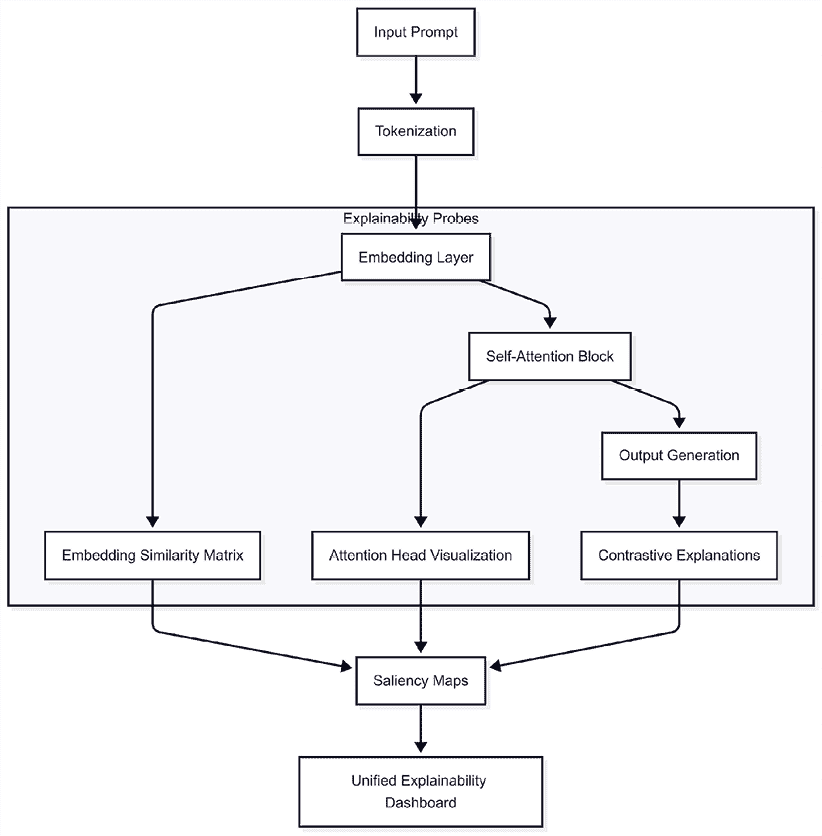 Input Prompt
Tokenization
Explainability Probes
Embedding Layer
Self-Attention Block
Output Generation
Embedding Similarity Matrix
Attention Head Visualization
Contrastive Explanations
Saliency Maps
Unified Explainability
Dashboard